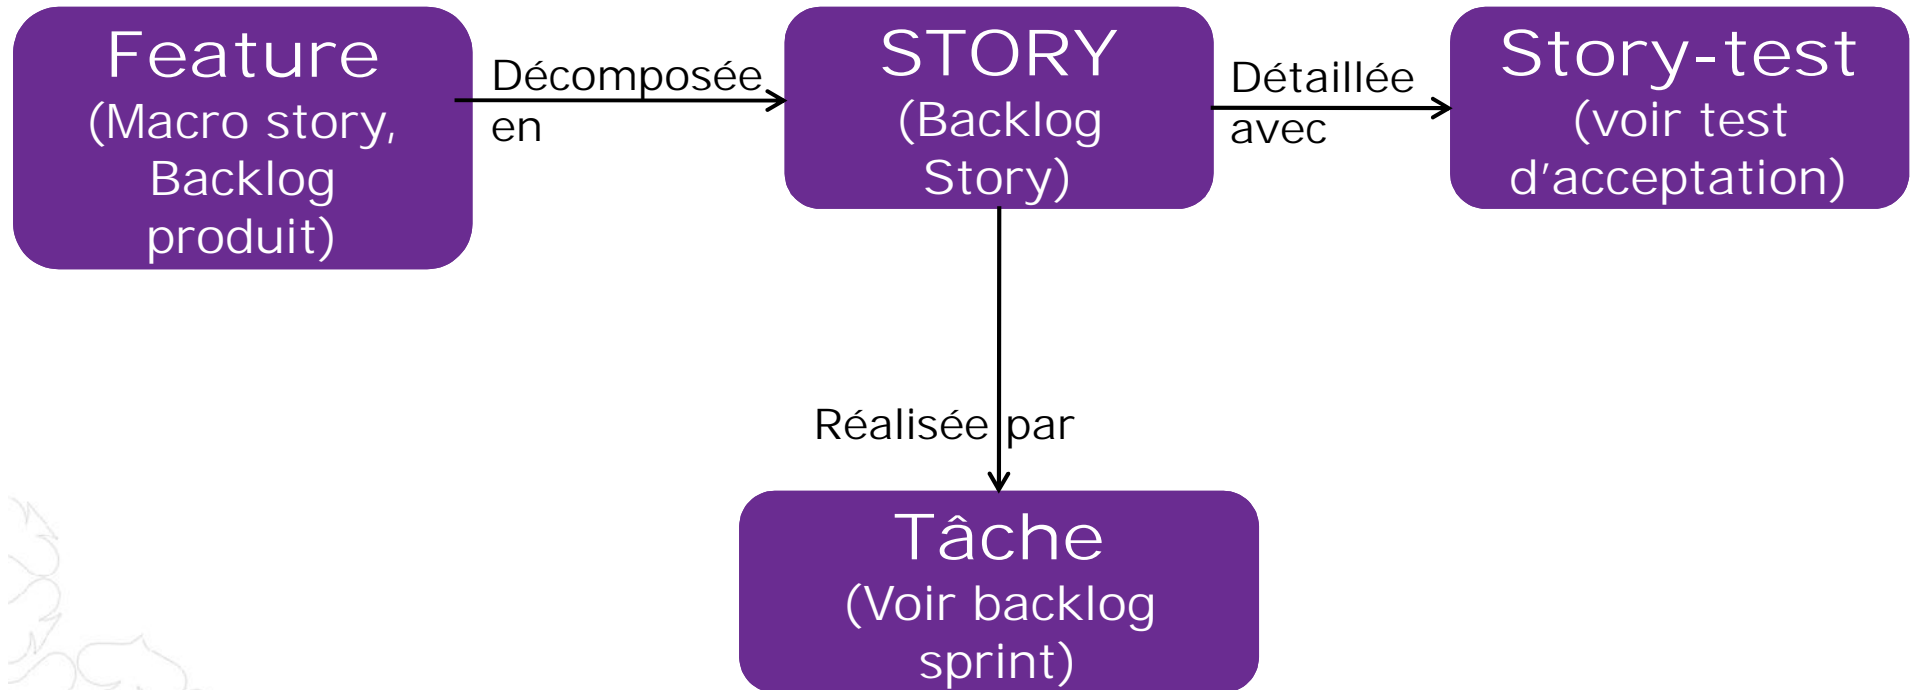 Feature
(Macro story,
Backlog
produit)
Décomposée
en
STORY
(Backlog
Story)
Détaillée
avec
Story-test
(voir test
d'acceptation)
Réalisée par
Tâche
(Voir backlog
sprint)